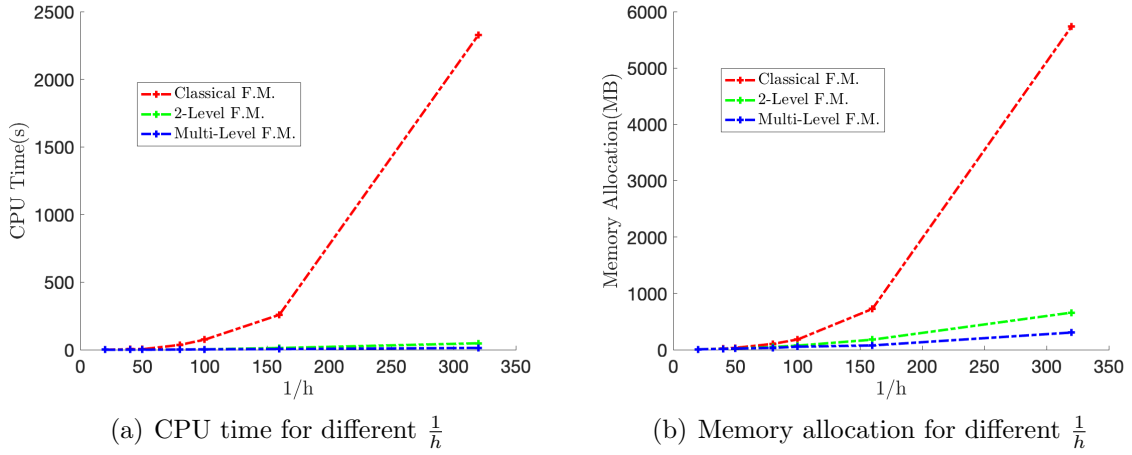 2500
2000
1500
1000
500
0
CPU Time(s)
Classical F.M.
2-Level F.M.
Multi-Level F.M.
0 50 100 150 200 250 300 350
1/h
(a) CPU time for different $\frac{1}{h}$
6000
5000
4000
3000
2000
1000
0
Memory Allocation(MB)
Classical F.M.
2-Level F.M.
Multi-Level F.M.
0 50 100 150 200 250 300 350
1/h
(b) Memory allocation for different $\frac{1}{h}$